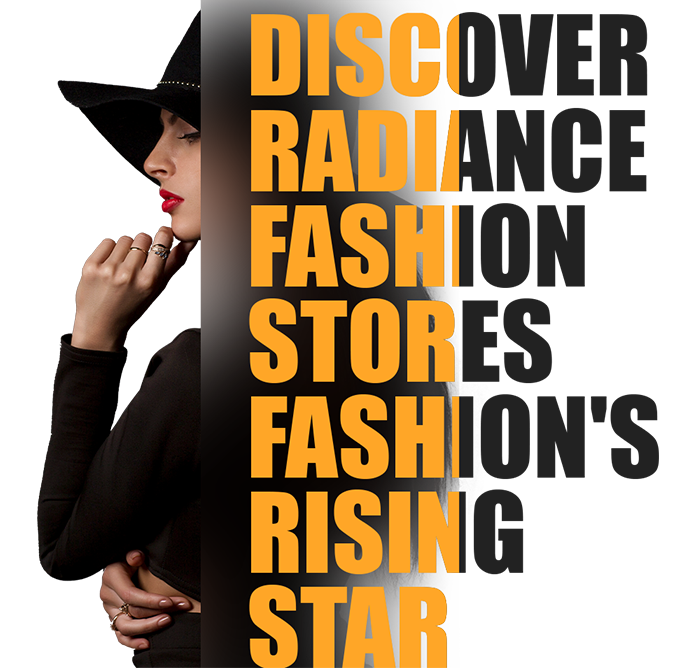 DISCOVER
RADIANCE
FASHION
STORES
FASHION'S
RISING
STAR